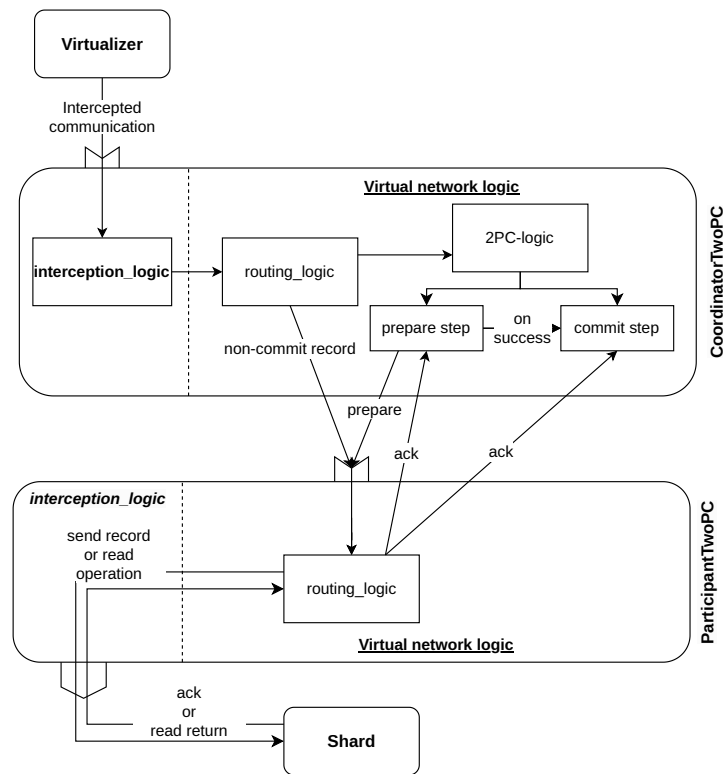 Virtualizer
Intercepted
communication
Virtual network logic
2PC-logic
interception_logic
routing_logic
prepare step
on
success
commit step
non-commit record
prepare
ack
ack
CoordinatorTwoPC
interception_logic
send record
or read
operation
routing_logic
Virtual network logic
ParticipantTwoPC
ack
or
read return
Shard